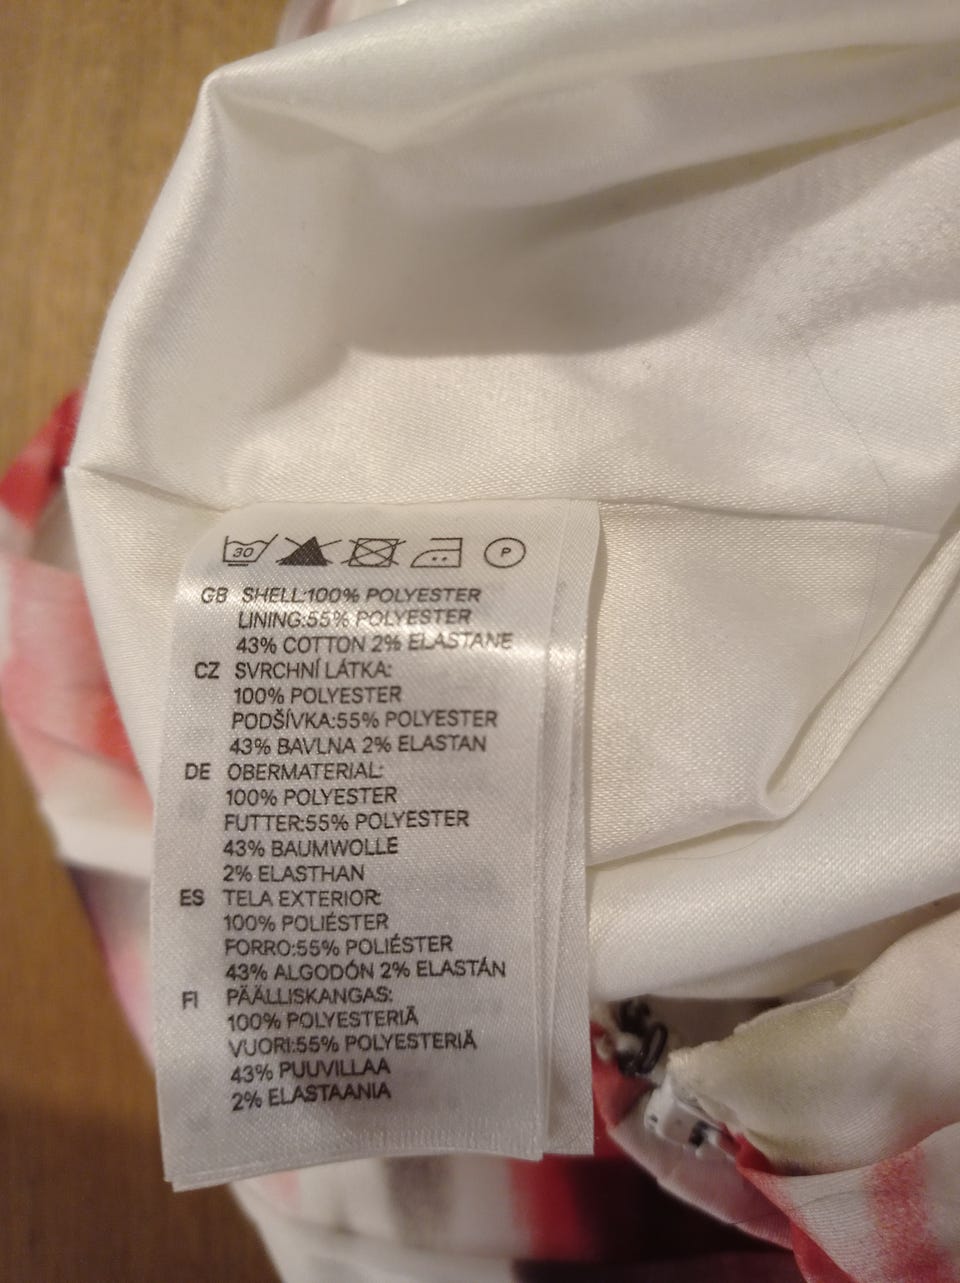 30 P
GB SHELL:100% POLYESTER
LINING:55% POLYESTER
43% COTTON 2% ELASTANE
CZ SVRCHNÍ LÁTKA:
100% POLYESTER
PODŠÍVKA:55% POLYESTER
43% BAVLNA 2% ELASTAN
DE OBERMATERIAL:
100% POLYESTER
FUTTER:55% POLYESTER
43% BAUMWOLLE
2% ELASTHAN
ES TELA EXTERIOR:
100% POLIÉSTER
FORRO:55% POLIÉSTER
43% ALGODÓN 2% ELASTÁN
FI PÄÄLLISKANGAS:
100% POLYESTERIÄ
VUORI:55% POLYESTERIÄ
43% PUUVILLAA
2% ELASTAANIA